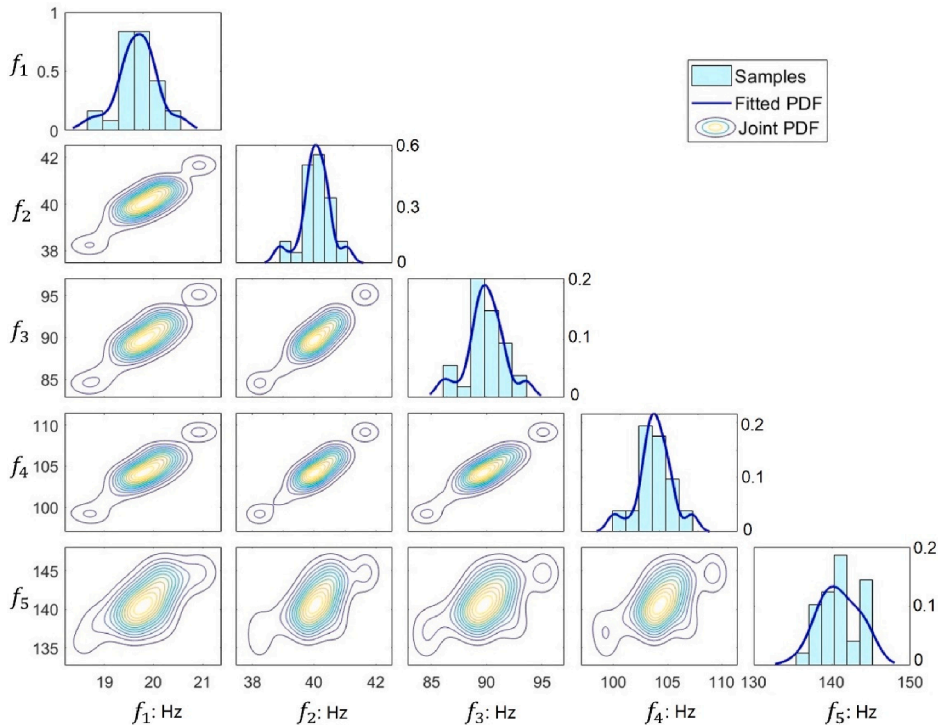 1
0.5
0
f₁
Samples
Fitted PDF
Joint PDF
42
40
38
f₂
0.6
0.3
0
95
90
85
f₃
0.2
0.1
0
110
105
100
f₄
0.2
0.1
0
145
140
135
f₅
0.2
0.1
0
19 20 21
38 40 42
85 90 95
100 105 110
130 140 150
f₁: Hz
f₂: Hz
f₃: Hz
f₄: Hz
f₅: Hz